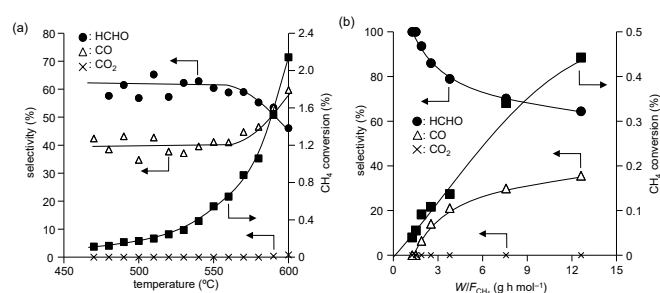 (a)
●: HCHO
△: CO
×: CO₂
selectivity (%)
80
70
60
50
40
30
20
10
0
CH₄ conversion (%)
2.4
2.0
1.6
1.2
0.8
0.4
0
450 500 550 600
temperature (ºC)
(b)
●: HCHO
△: CO
×: CO₂
selectivity (%)
100
80
60
40
20
0
CH₄ conversion (%)
0.5
0.4
0.3
0.2
0.1
0
0 3 6 9 12 15
W/F_CH₄ (g h mol⁻¹)